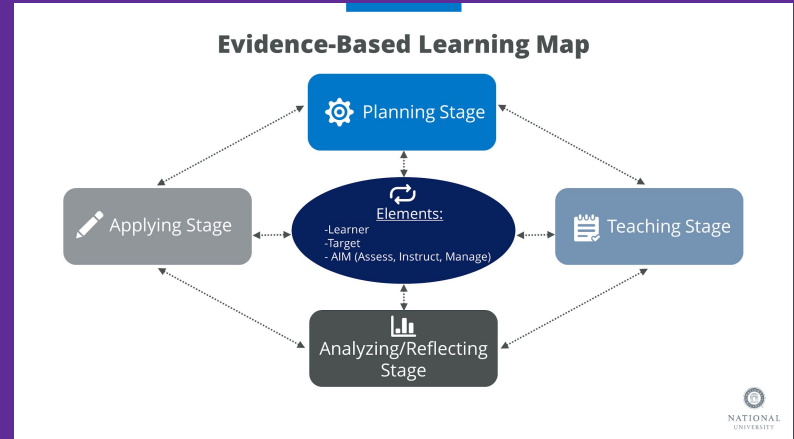 Evidence-Based Learning Map
Planning Stage
Applying Stage
Elements:
-Learner
-Target
- AIM (Assess, Instruct, Manage)
Teaching Stage
Analyzing/Reflecting
Stage
NATIONAL
UNIVERSITY